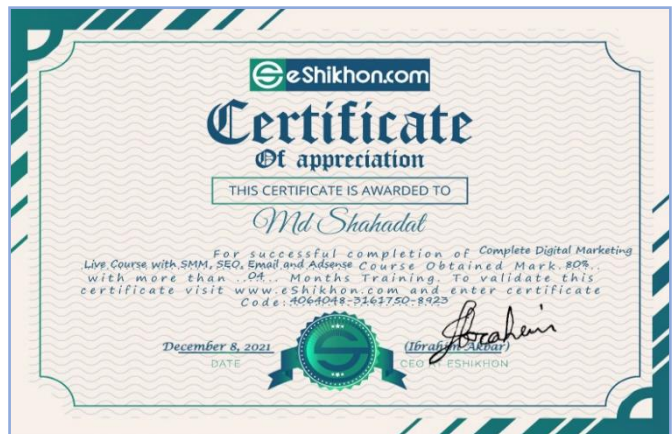 eShikhon.com
Certificate
Of appreciation
THIS CERTIFICATE IS AWARDED TO
Md Shahadat
For successful completion of Complete Digital Marketing
Live Course with SMM, SEO, Email and Adsense Course Obtained Mark..80%..
with more than ..04... Months Training. To validate this
certificate visit www.eShikhon.com and enter certificate
Code:.4064048-3161750-8923
Ibrahein
December 8, 2021 (Ibrahim Akbar)
DATE CEO AT ESHIKHON